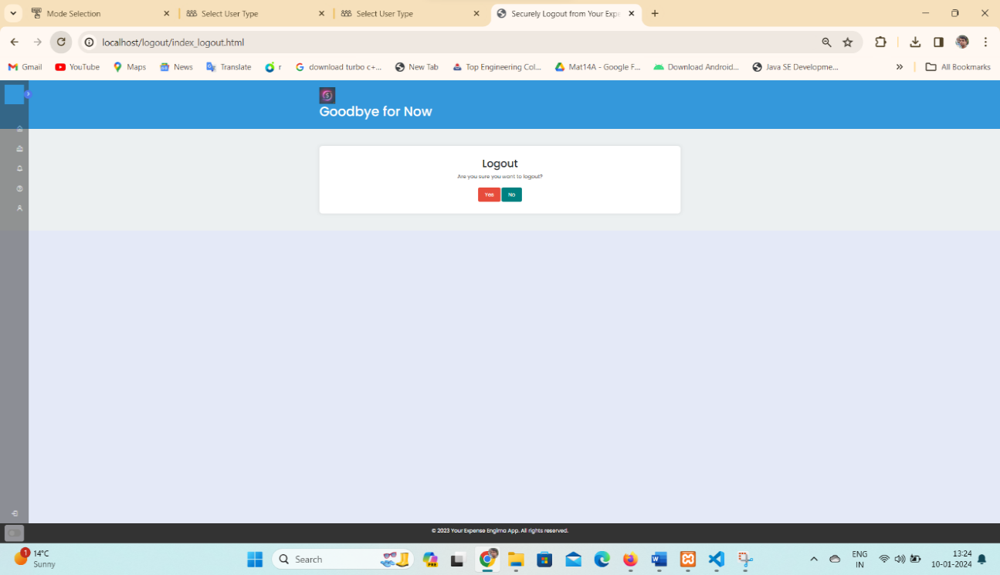 Mode Selection
Select User Type
Select User Type
Securely Logout from Your Expe
localhost/logout/index_logout.html
Gmail
YouTube
Maps
News
Translate
r
download turbo c+...
New Tab
Top Engineering Col...
Mat14A - Google F...
Download Android...
Java SE Developme...
All Bookmarks
Goodbye for Now
Logout
Are you sure you want to logout?
Yes
No
© 2023 Your Expense Engima App. All rights reserved.
1
14°C
Sunny
Search
PRE
W
ENG
IN
13:24
10-01-2024